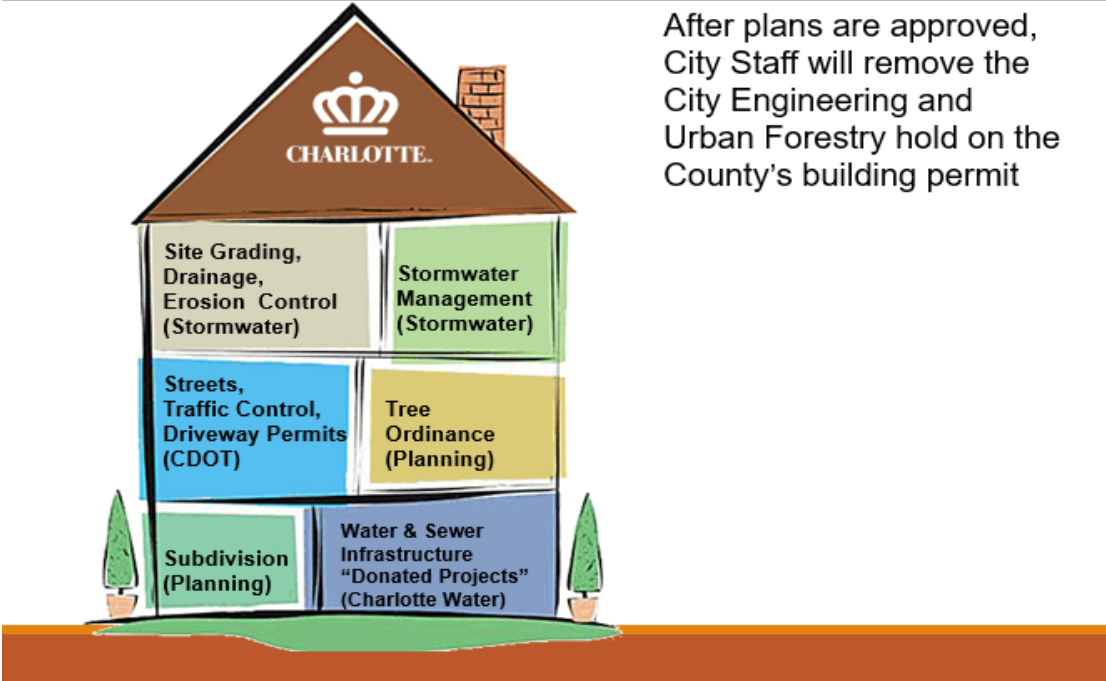 After plans are approved,
City Staff will remove the
City Engineering and
Urban Forestry hold on the
County’s building permit
CHARLOTTE™
Site Grading,
Drainage,
Erosion Control
(Stormwater)
Stormwater
Management
(Stormwater)
Streets,
Traffic Control,
Driveway Permits
(CDOT)
Tree
Ordinance
(Planning)
Subdivision
(Planning)
Water & Sewer
Infrastructure
“Donated Projects”
(Charlotte Water)